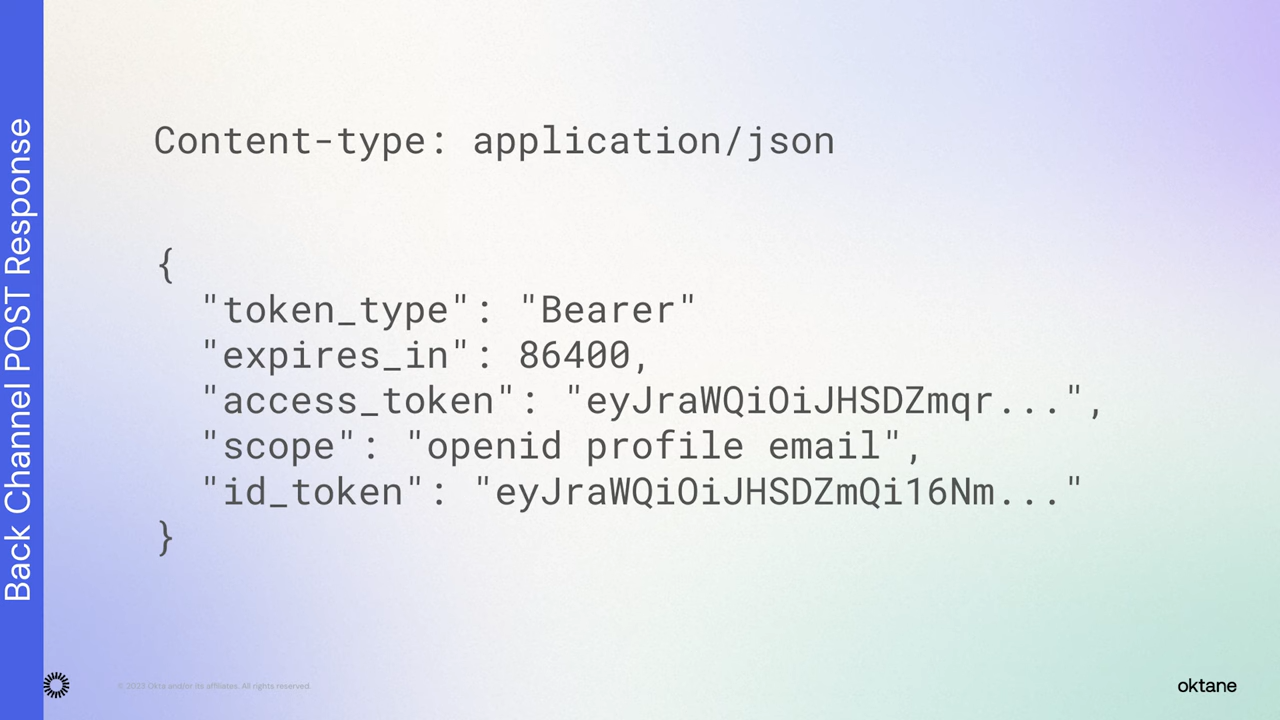 Back Channel POST Response
Content-type: application/json
{
"token_type": "Bearer"
"expires_in": 86400,
"access_token": "eyJraWQiOiJHSDZmqr...",
"scope": "openid profile email",
"id_token": "eyJraWQiOiJHSDZmQi16Nm..."
}
© 2023 Okta and/or its affiliates. All rights reserved.
oktane